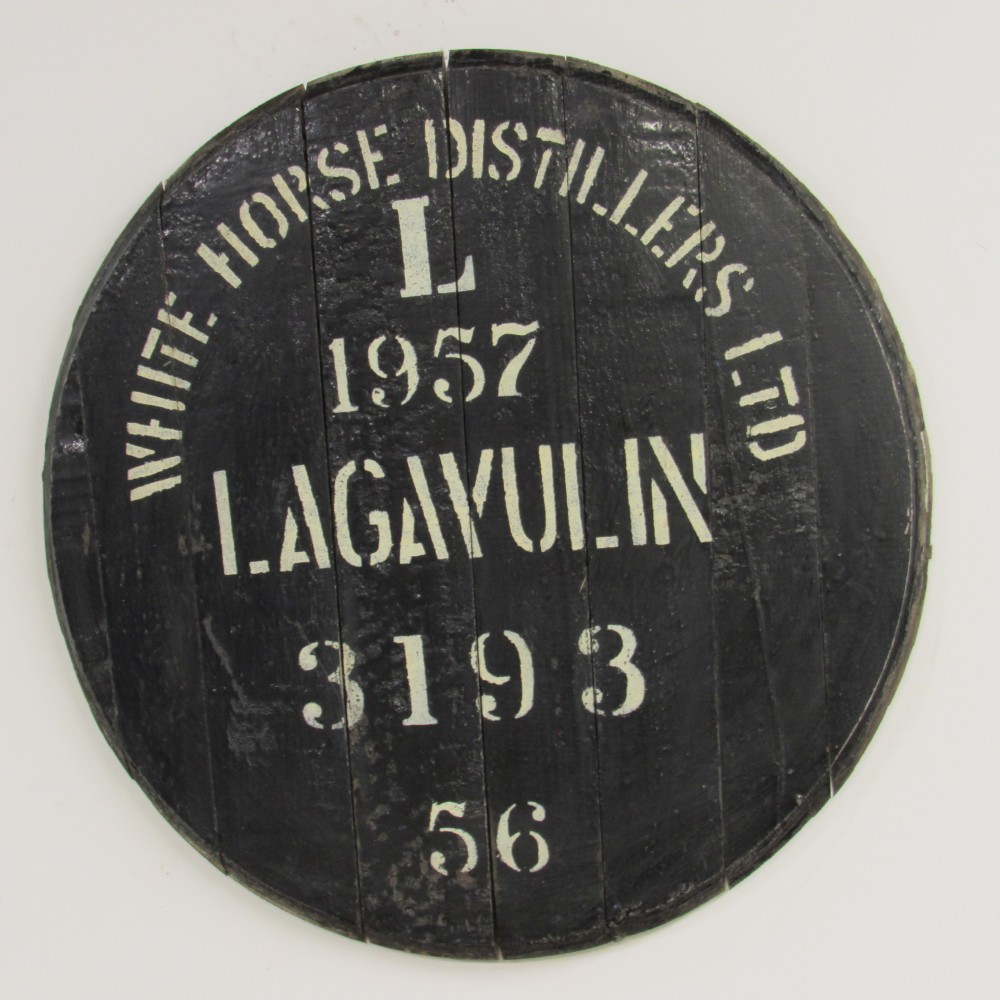 WHITE HORSE DISTILLERS LTD
L
1957
LAGAVULIN
3193
56